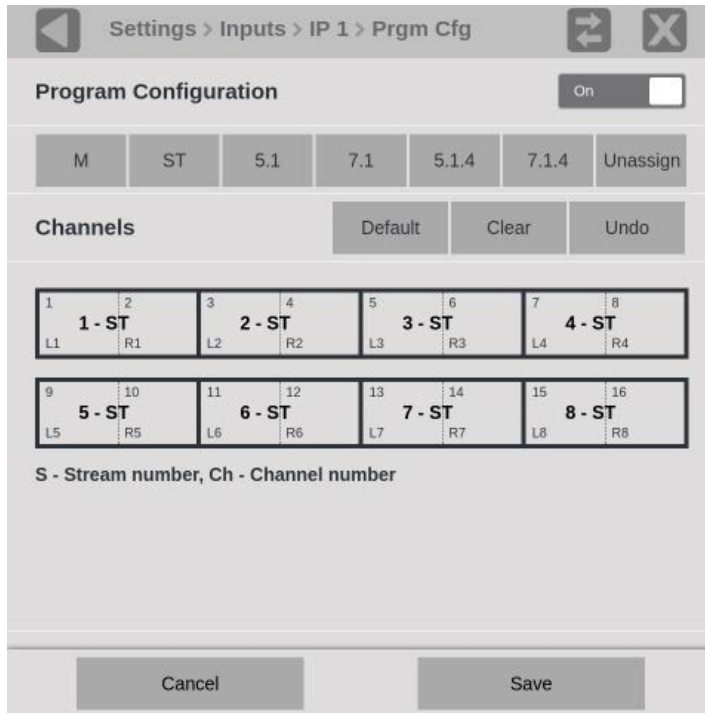 Settings > Inputs > IP 1 > Prgm Cfg
Program Configuration On
M ST 5.1 7.1 5.1.4 7.1.4 Unassign
Channels Default Clear Undo
1 2 3 4 5 6 7 8
1 - ST 2 - ST 3 - ST 4 - ST
L1 R1 L2 R2 L3 R3 L4 R4
9 10 11 12 13 14 15 16
5 - ST 6 - ST 7 - ST 8 - ST
L5 R5 L6 R6 L7 R7 L8 R8
S - Stream number, Ch - Channel number
Cancel Save